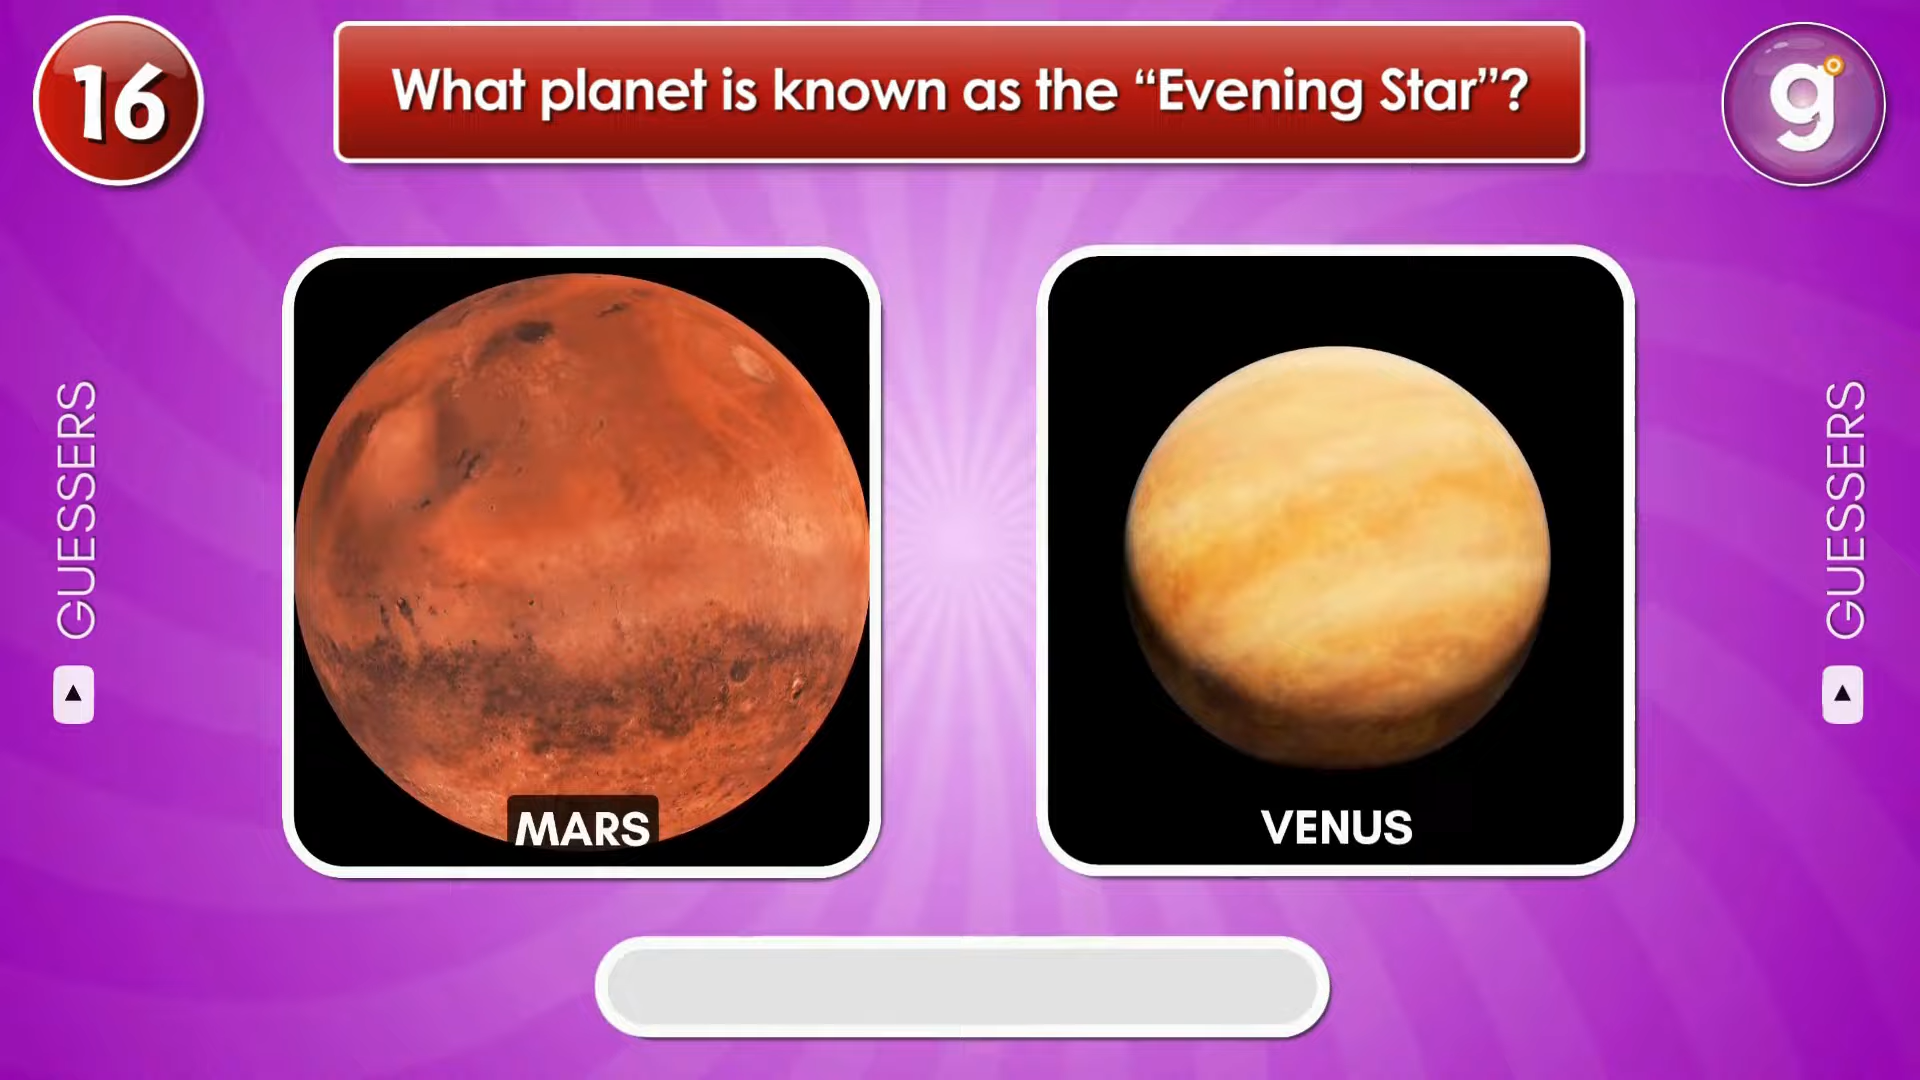 16
What planet is known as the “Evening Star”?
g
GUESSERS
GUESSERS
MARS
VENUS